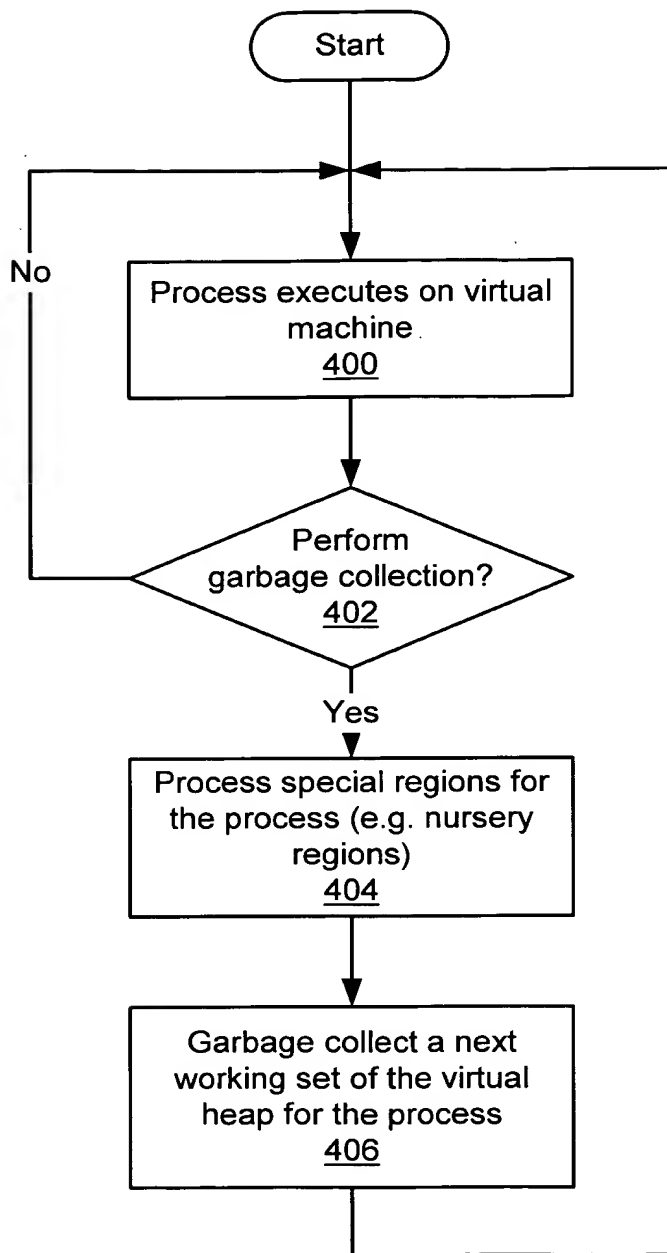 Start
No
Process executes on virtual
machine
400
Perform
garbage collection?
402
Yes
Process special regions for
the process (e.g. nursery
regions)
404
Garbage collect a next
working set of the virtual
heap for the process
406